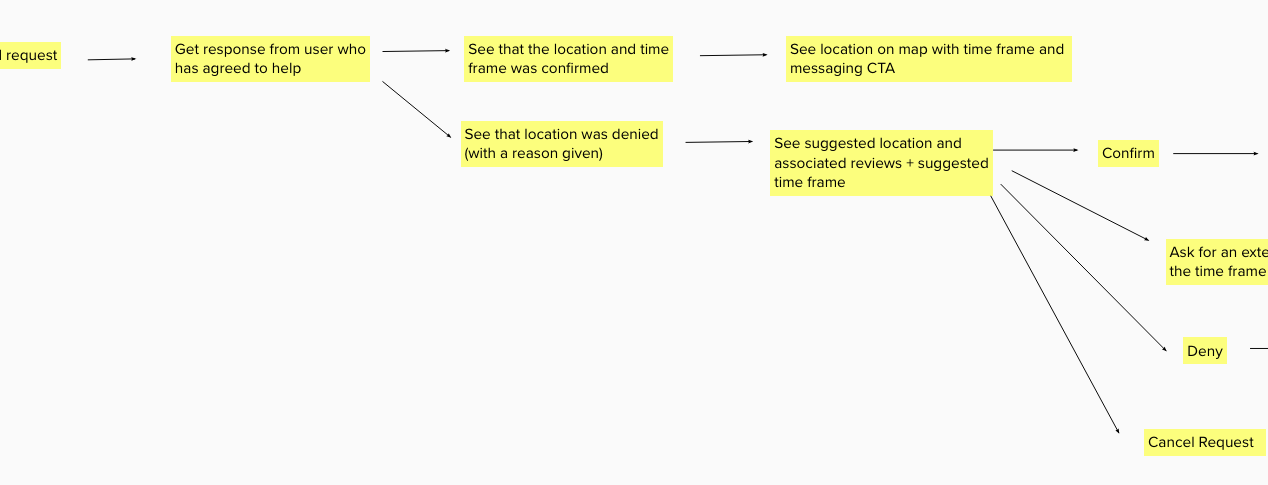 request
Get response from user who
has agreed to help
See that the location and time
frame was confirmed
See location on map with time frame and
messaging CTA
See that location was denied
(with a reason given)
See suggested location and
associated reviews + suggested
time frame
Confirm
Ask for an
the time frame
Deny
Cancel Request